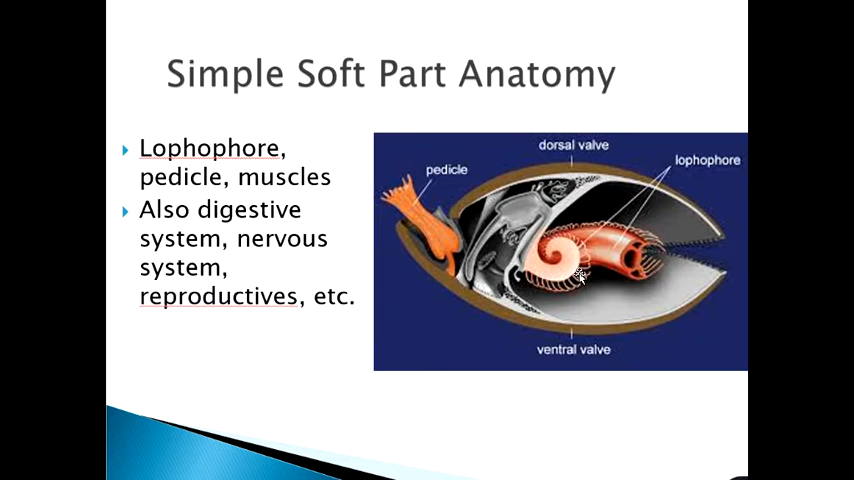 Simple Soft Part Anatomy
Lophophore,
pedicle, muscles
Also digestive
system, nervous
system,
reproductives, etc.
dorsal valve
pedicle
lophophore
ventral valve